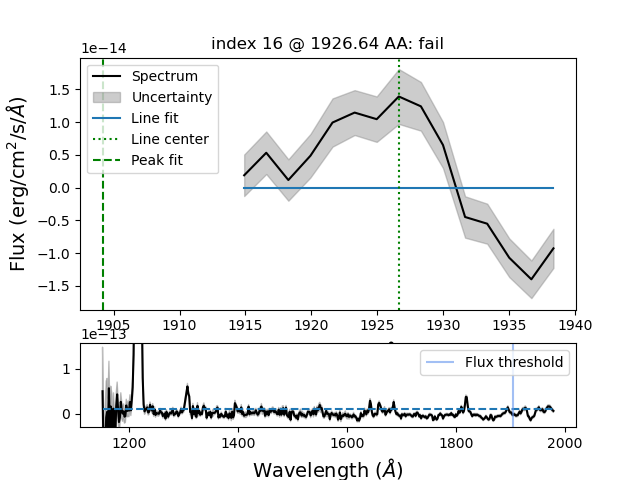 index 16 @ 1926.64 AA: fail
1e−14
Spectrum
Uncertainty
Line fit
Line center
Peak fit
1.5
1.0
0.5
0.0
−0.5
−1.0
−1.5
Flux (erg/cm²/s/Å)
1905 1910 1915 1920 1925 1930 1935 1940
1e−13
Flux threshold
1
0
1200 1400 1600 1800 2000
Wavelength (Å)